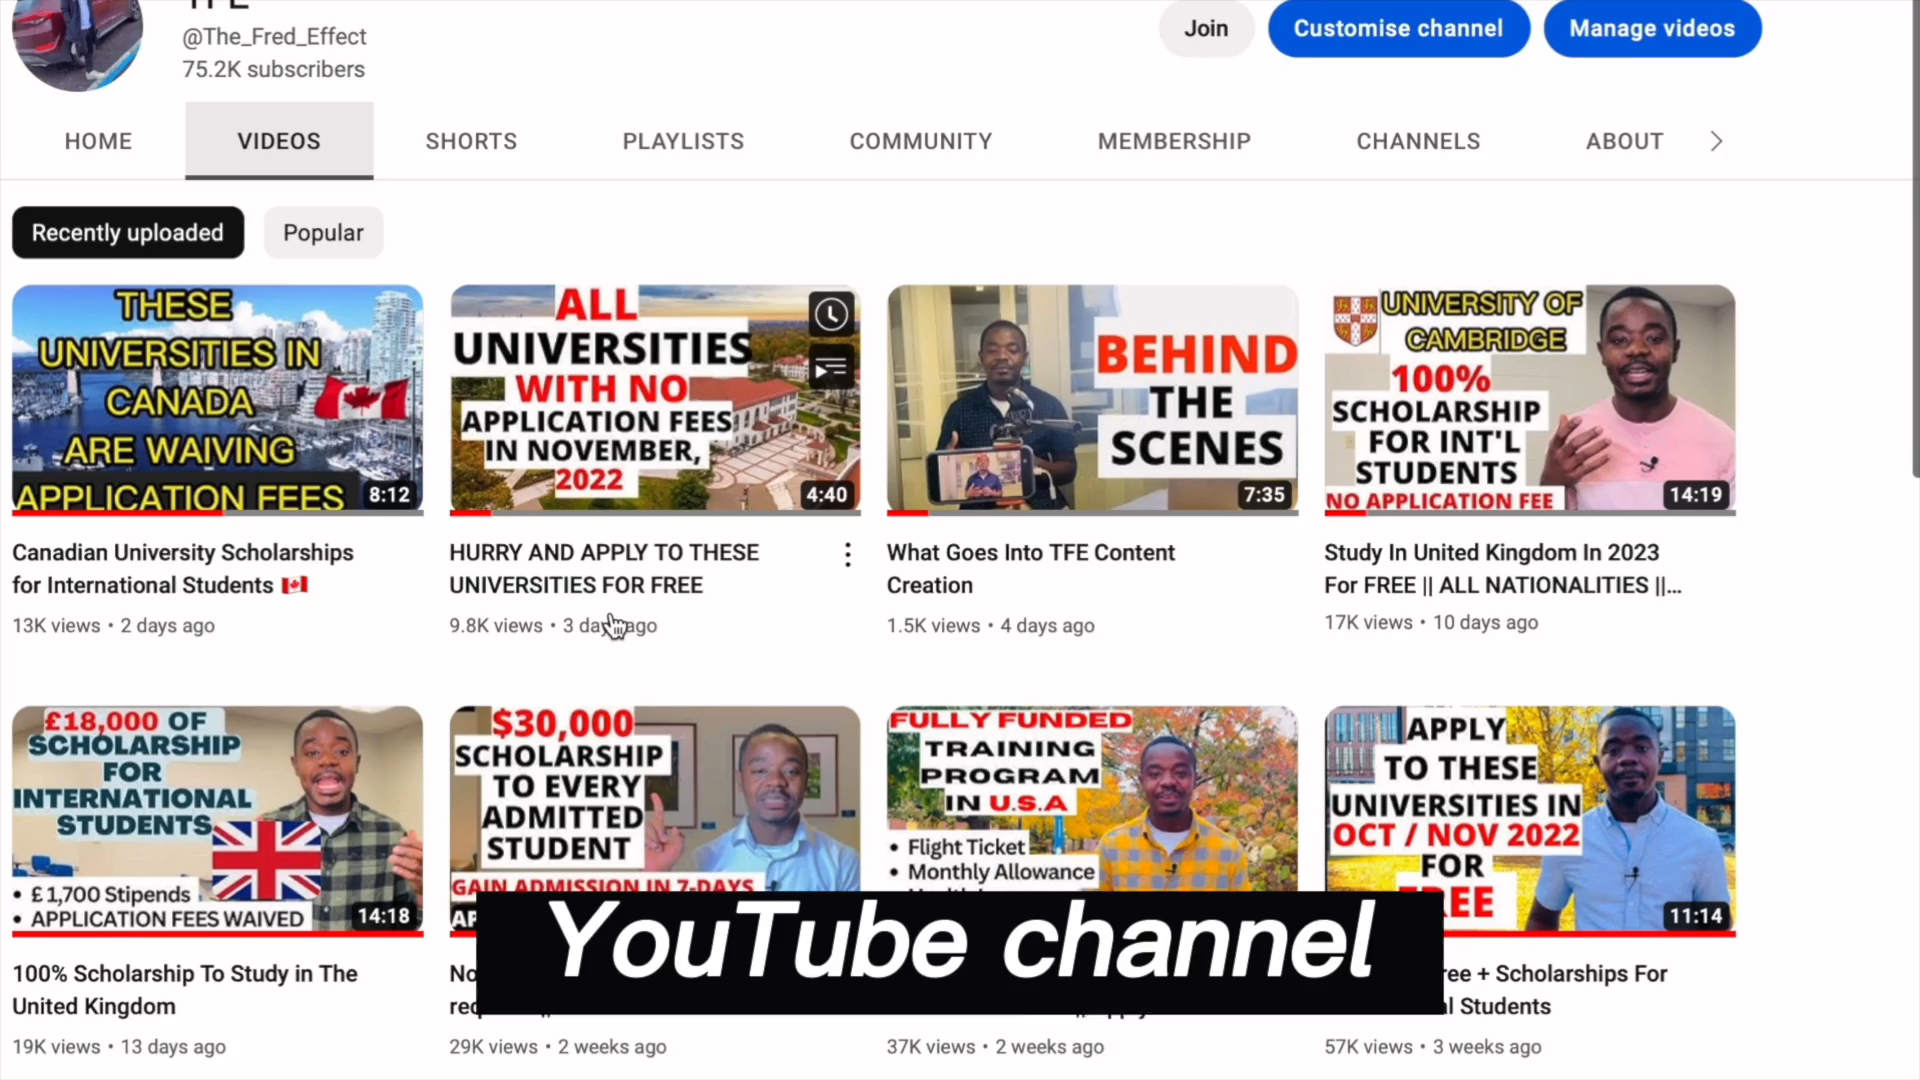 TFE
@The_Fred_Effect
75.2K subscribers
Join
Customise channel
Manage videos
HOME
VIDEOS
SHORTS
PLAYLISTS
COMMUNITY
MEMBERSHIP
CHANNELS
ABOUT
Recently uploaded
Popular
THESE
UNIVERSITIES IN
CANADA
ARE WAIVING
APPLICATION FEES
8:12
Canadian University Scholarships
for International Students
13K views • 2 days ago
ALL
UNIVERSITIES
WITH NO
APPLICATION FEES
IN NOVEMBER,
2022
4:40
HURRY AND APPLY TO THESE
UNIVERSITIES FOR FREE
9.8K views • 3 days ago
BEHIND
THE
SCENES
7:35
What Goes Into TFE Content
Creation
1.5K views • 4 days ago
UNIVERSITY OF
CAMBRIDGE
100%
SCHOLARSHIP
FOR INT'L
STUDENTS
NO APPLICATION FEE
14:19
Study In United Kingdom In 2023
For FREE || ALL NATIONALITIES ||...
17K views • 10 days ago
£18,000 OF
SCHOLARSHIP
FOR
INTERNATIONAL
STUDENTS
• £1,700 Stipends
• APPLICATION FEES WAIVED
14:18
100% Scholarship To Study in The
United Kingdom
19K views • 13 days ago
$30,000
SCHOLARSHIP
TO EVERY
ADMITTED
STUDENT
GAIN ADMISSION IN 7-DAYS
29K views • 2 weeks ago
FULLY FUNDED
TRAINING
PROGRAM
IN U.S.A
• Flight Ticket
• Monthly Allowance
37K views • 2 weeks ago
APPLY
TO THESE
UNIVERSITIES IN
OCT / NOV 2022
FOR
11:14
+ Scholarships For
Students
57K views • 3 weeks ago
YouTube channel